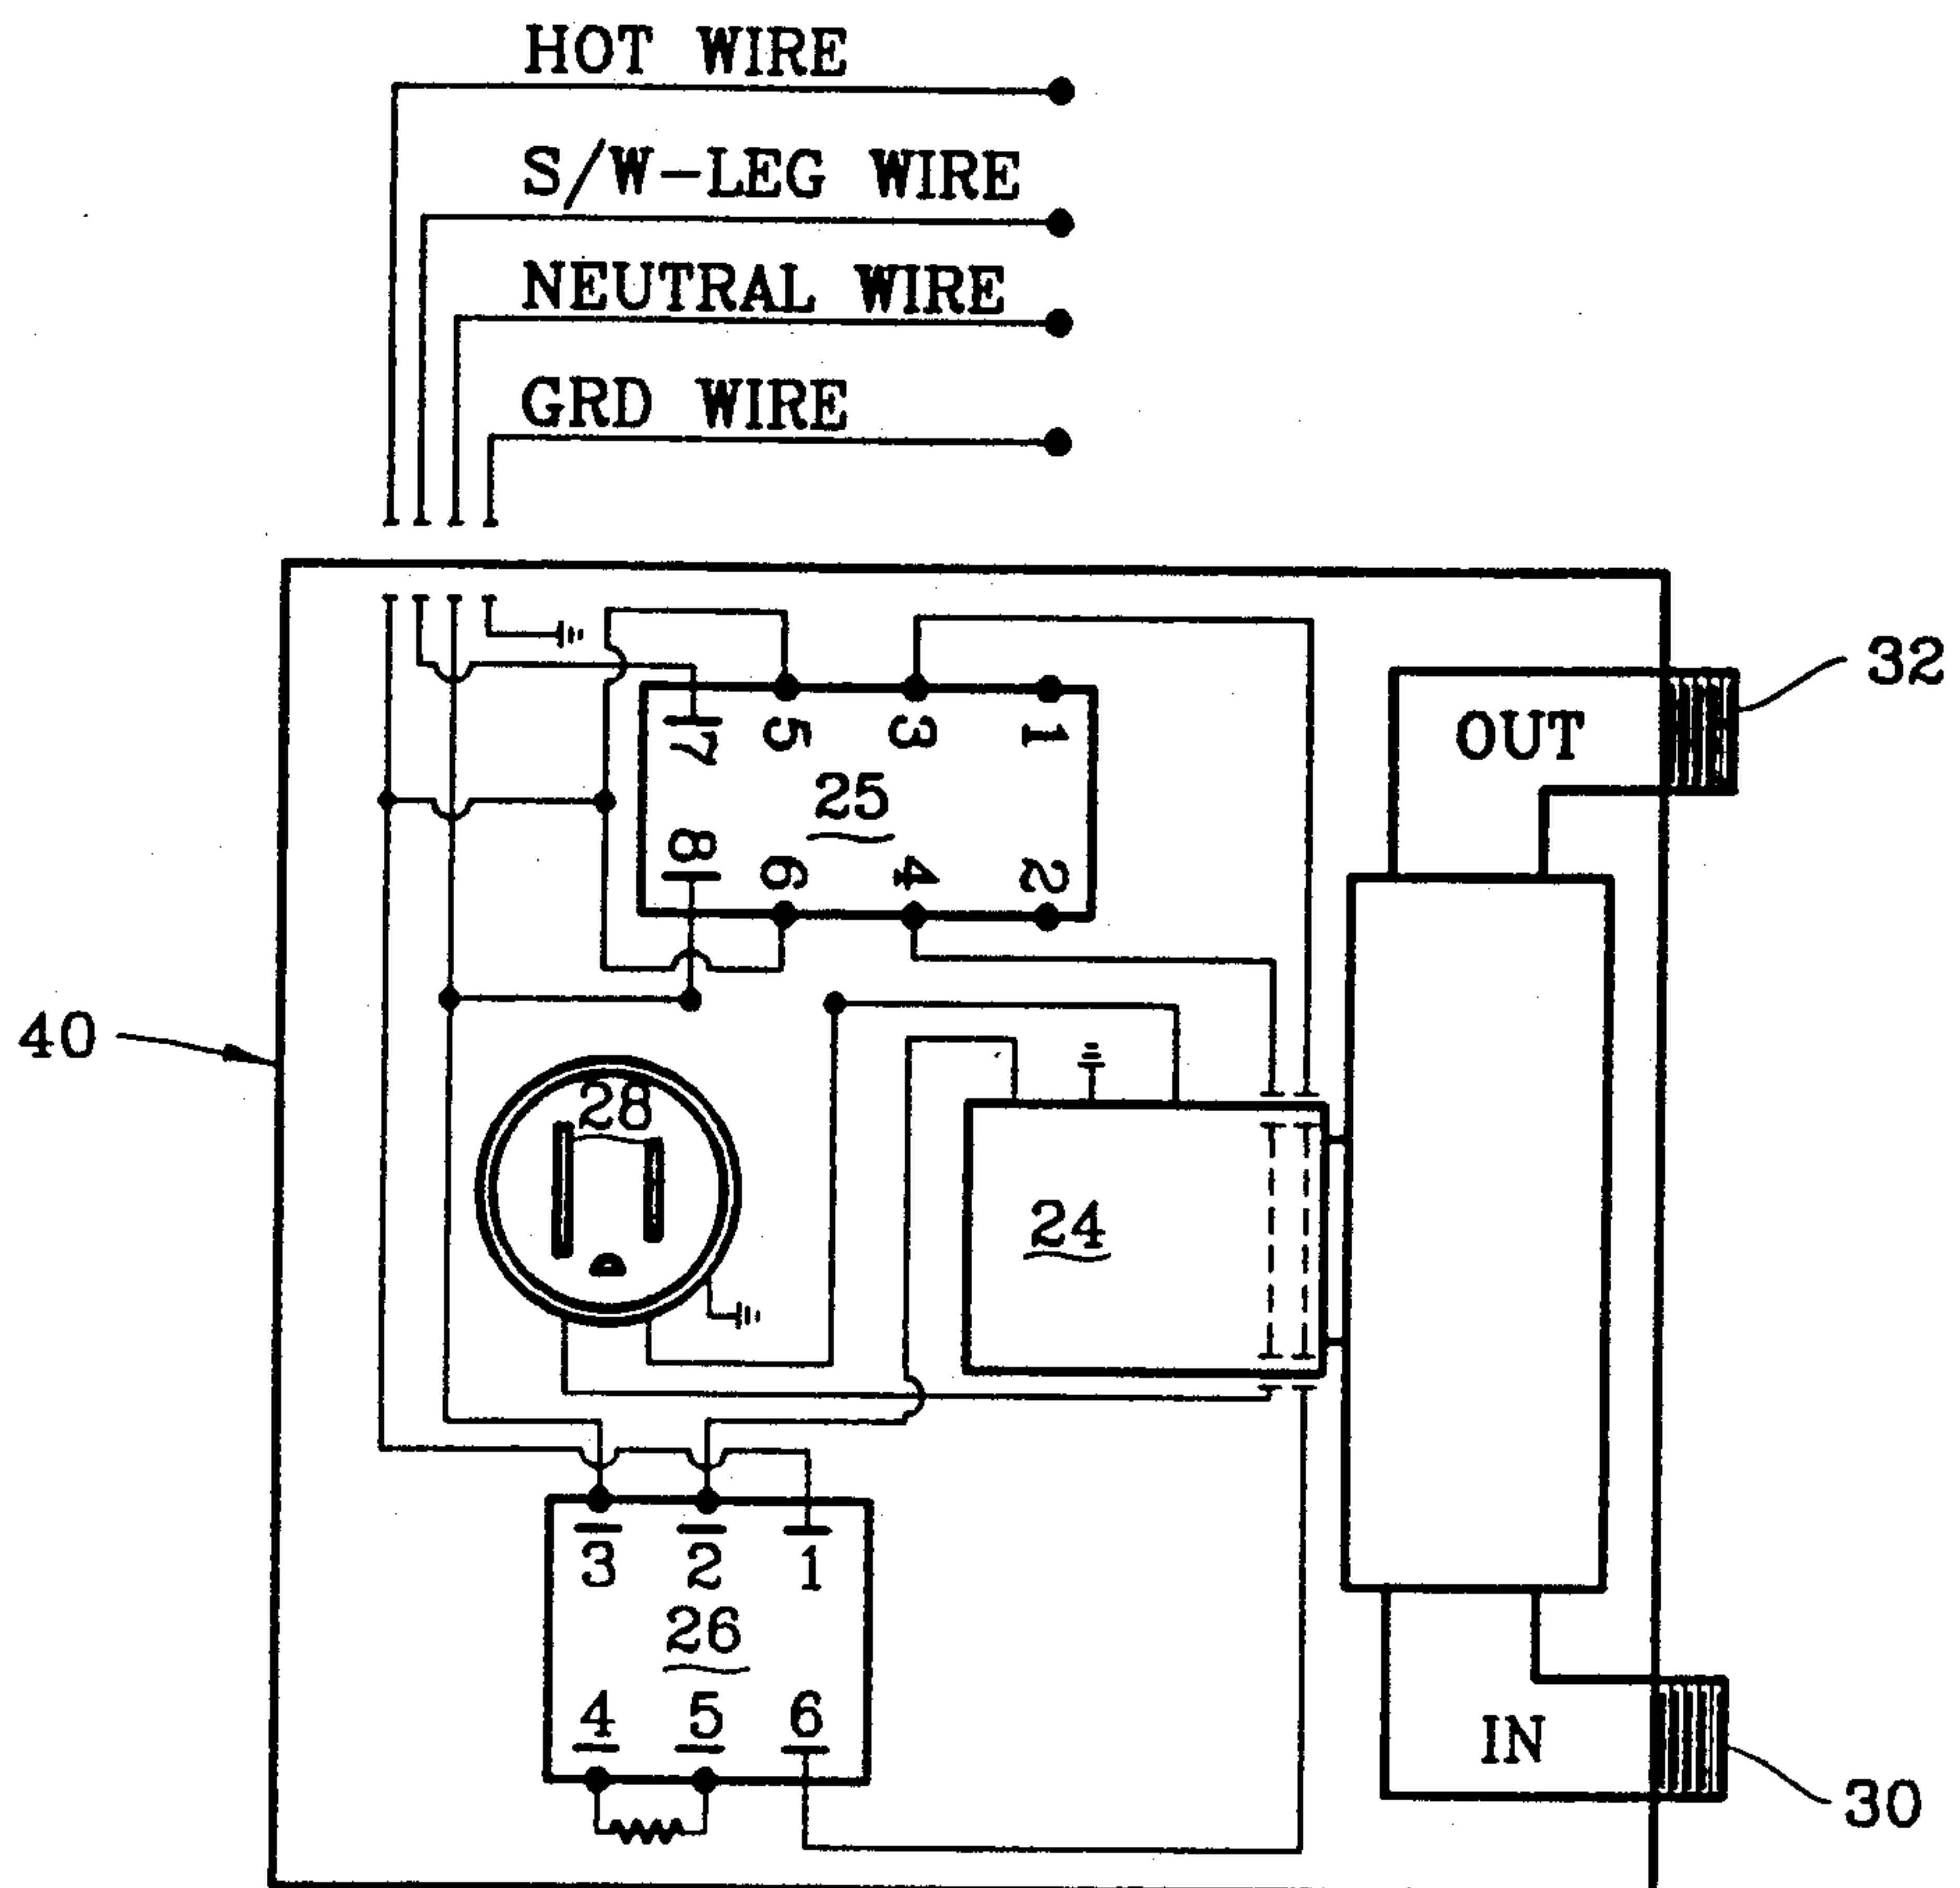 HOT WIRE
S/W-LEG WIRE
NEUTRAL WIRE
GRD WIRE
32
OUT
7 5 3 1
25
8 6 4 2
40
28
24
3 2 1
26
4 5 6
IN
30